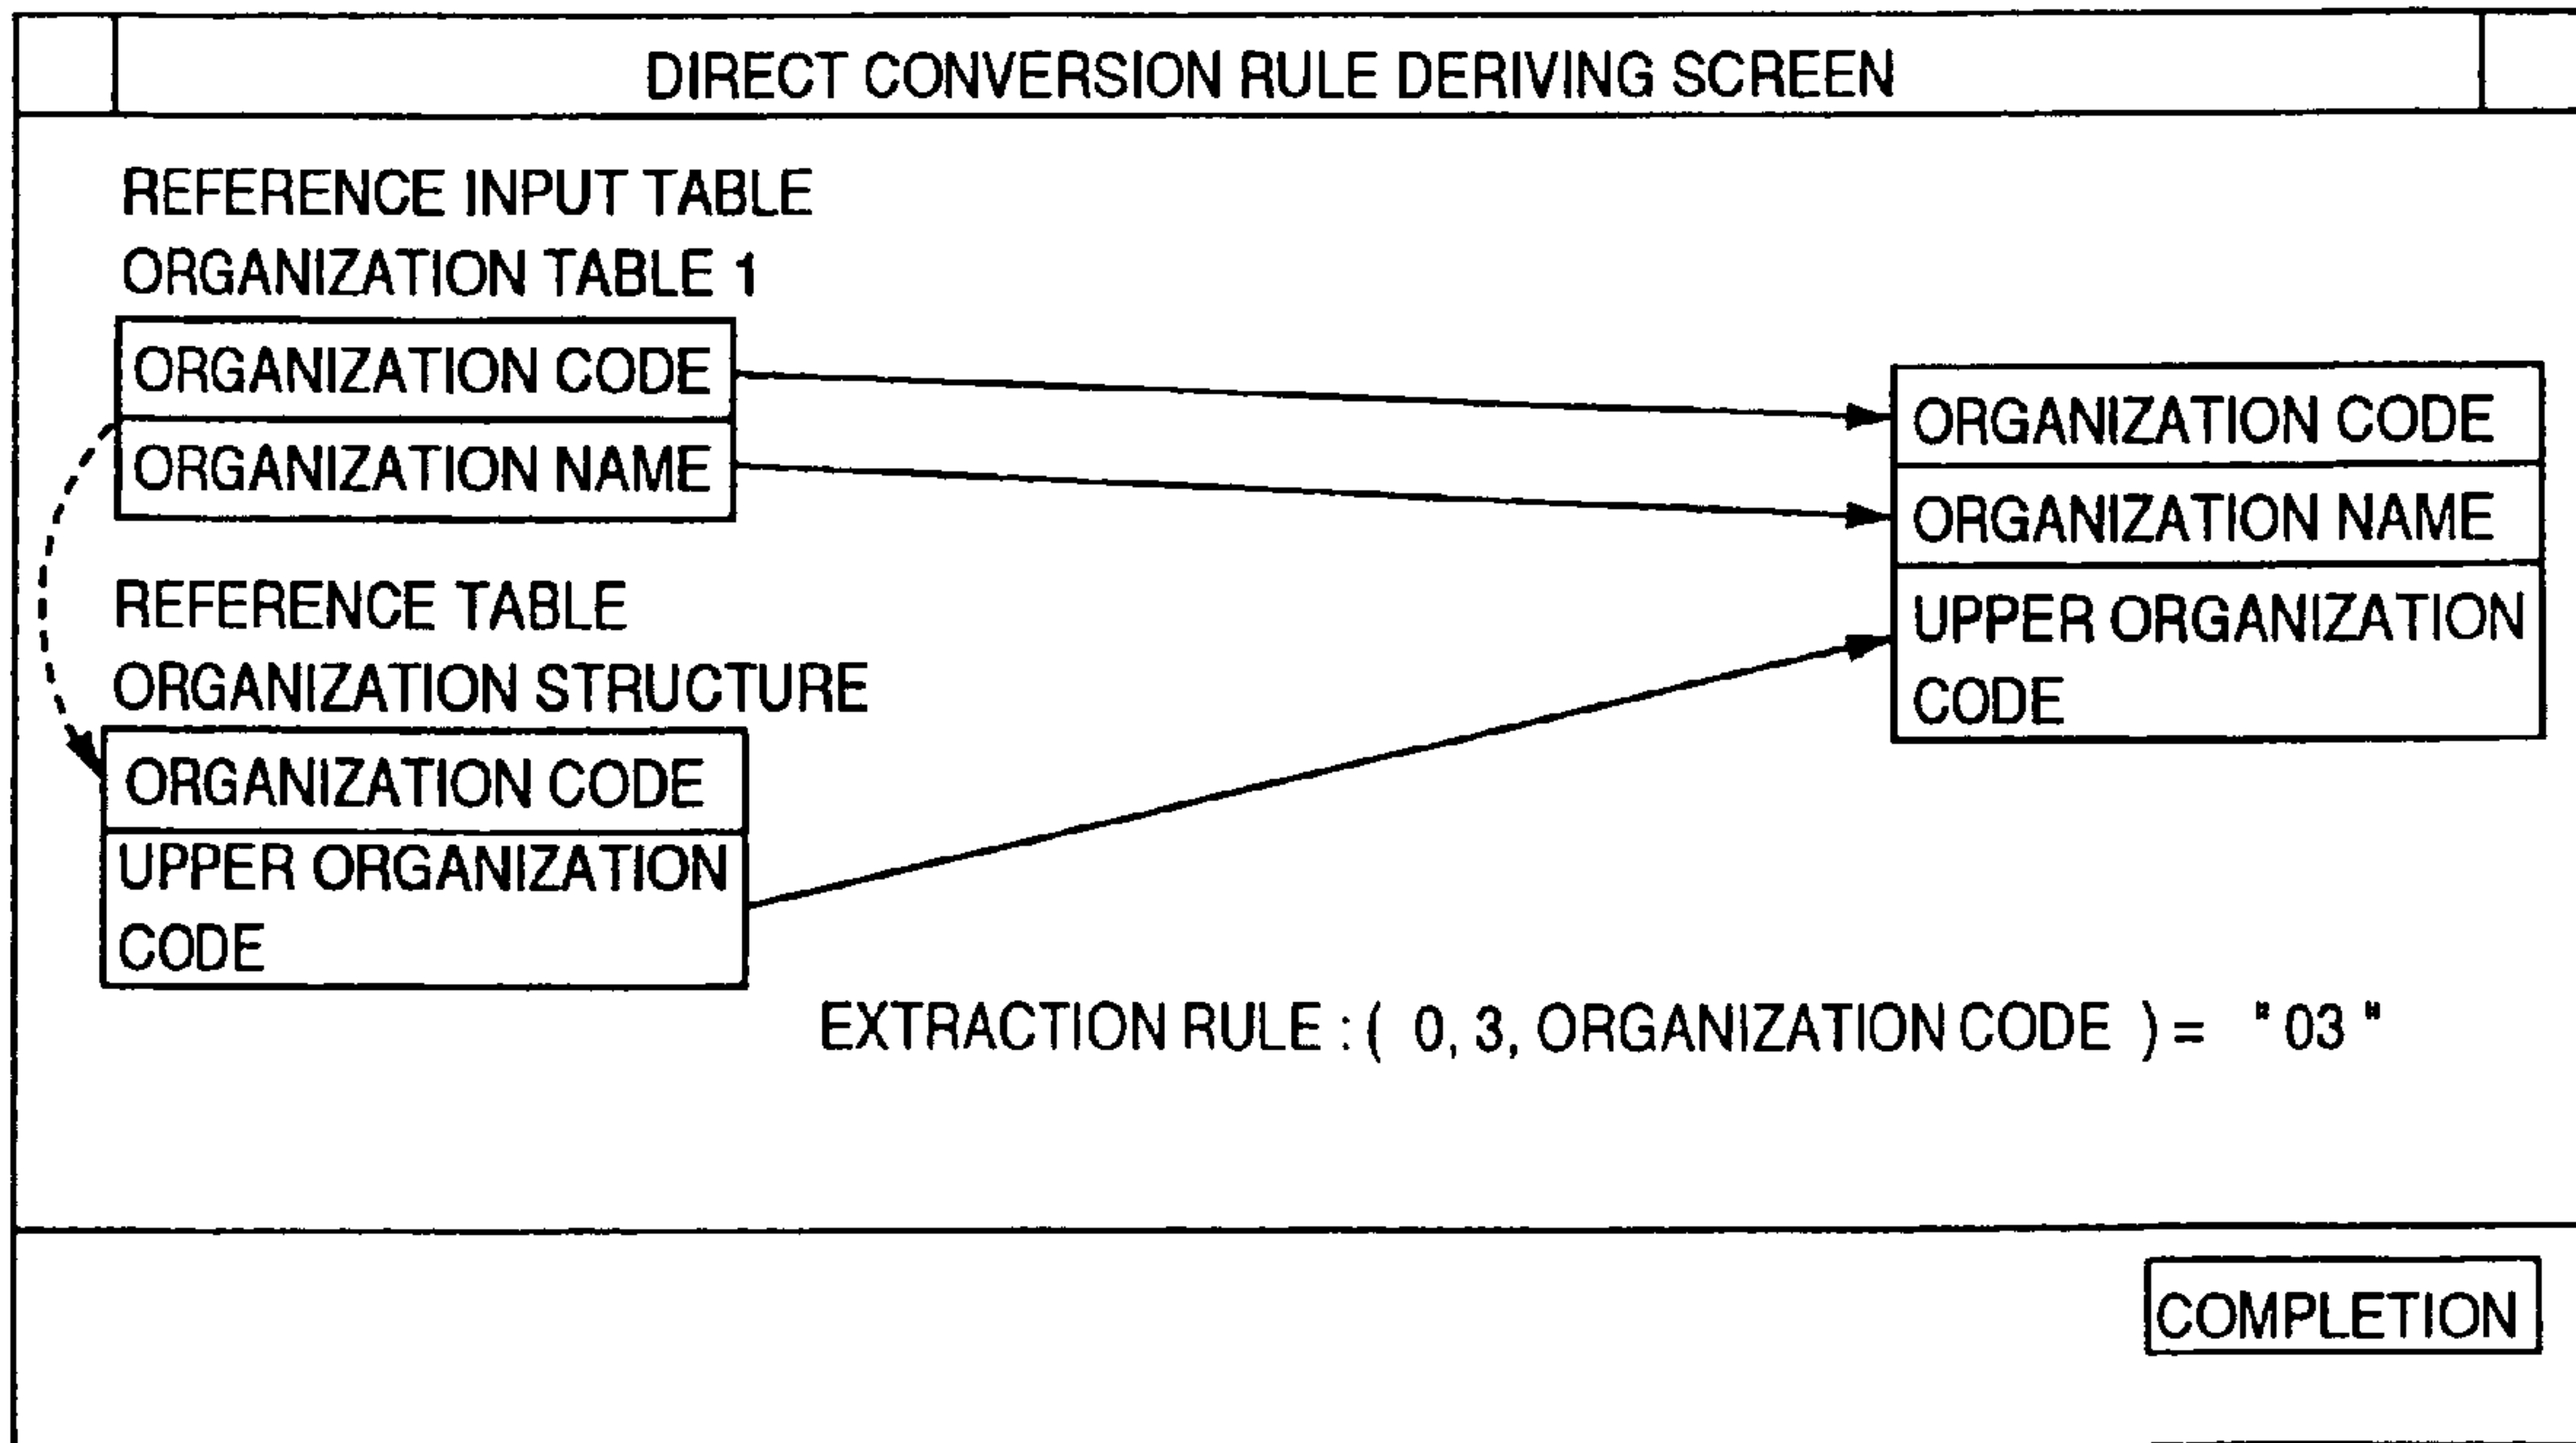 DIRECT CONVERSION RULE DERIVING SCREEN
REFERENCE INPUT TABLE
ORGANIZATION TABLE 1
ORGANIZATION CODE
ORGANIZATION NAME
REFERENCE TABLE
ORGANIZATION STRUCTURE
ORGANIZATION CODE
UPPER ORGANIZATION
CODE
ORGANIZATION CODE
ORGANIZATION NAME
UPPER ORGANIZATION
CODE
EXTRACTION RULE : ( 0, 3, ORGANIZATION CODE ) = " 03 "
COMPLETION